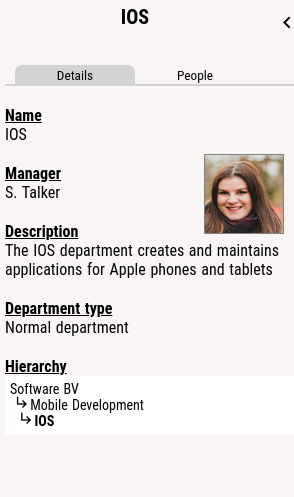 IOS
Details
People
Name
IOS
Manager
S. Talker
Description
The IOS department creates and maintains
applications for Apple phones and tablets
Department type
Normal department
Hierarchy
Software BV
Mobile Development
IOS